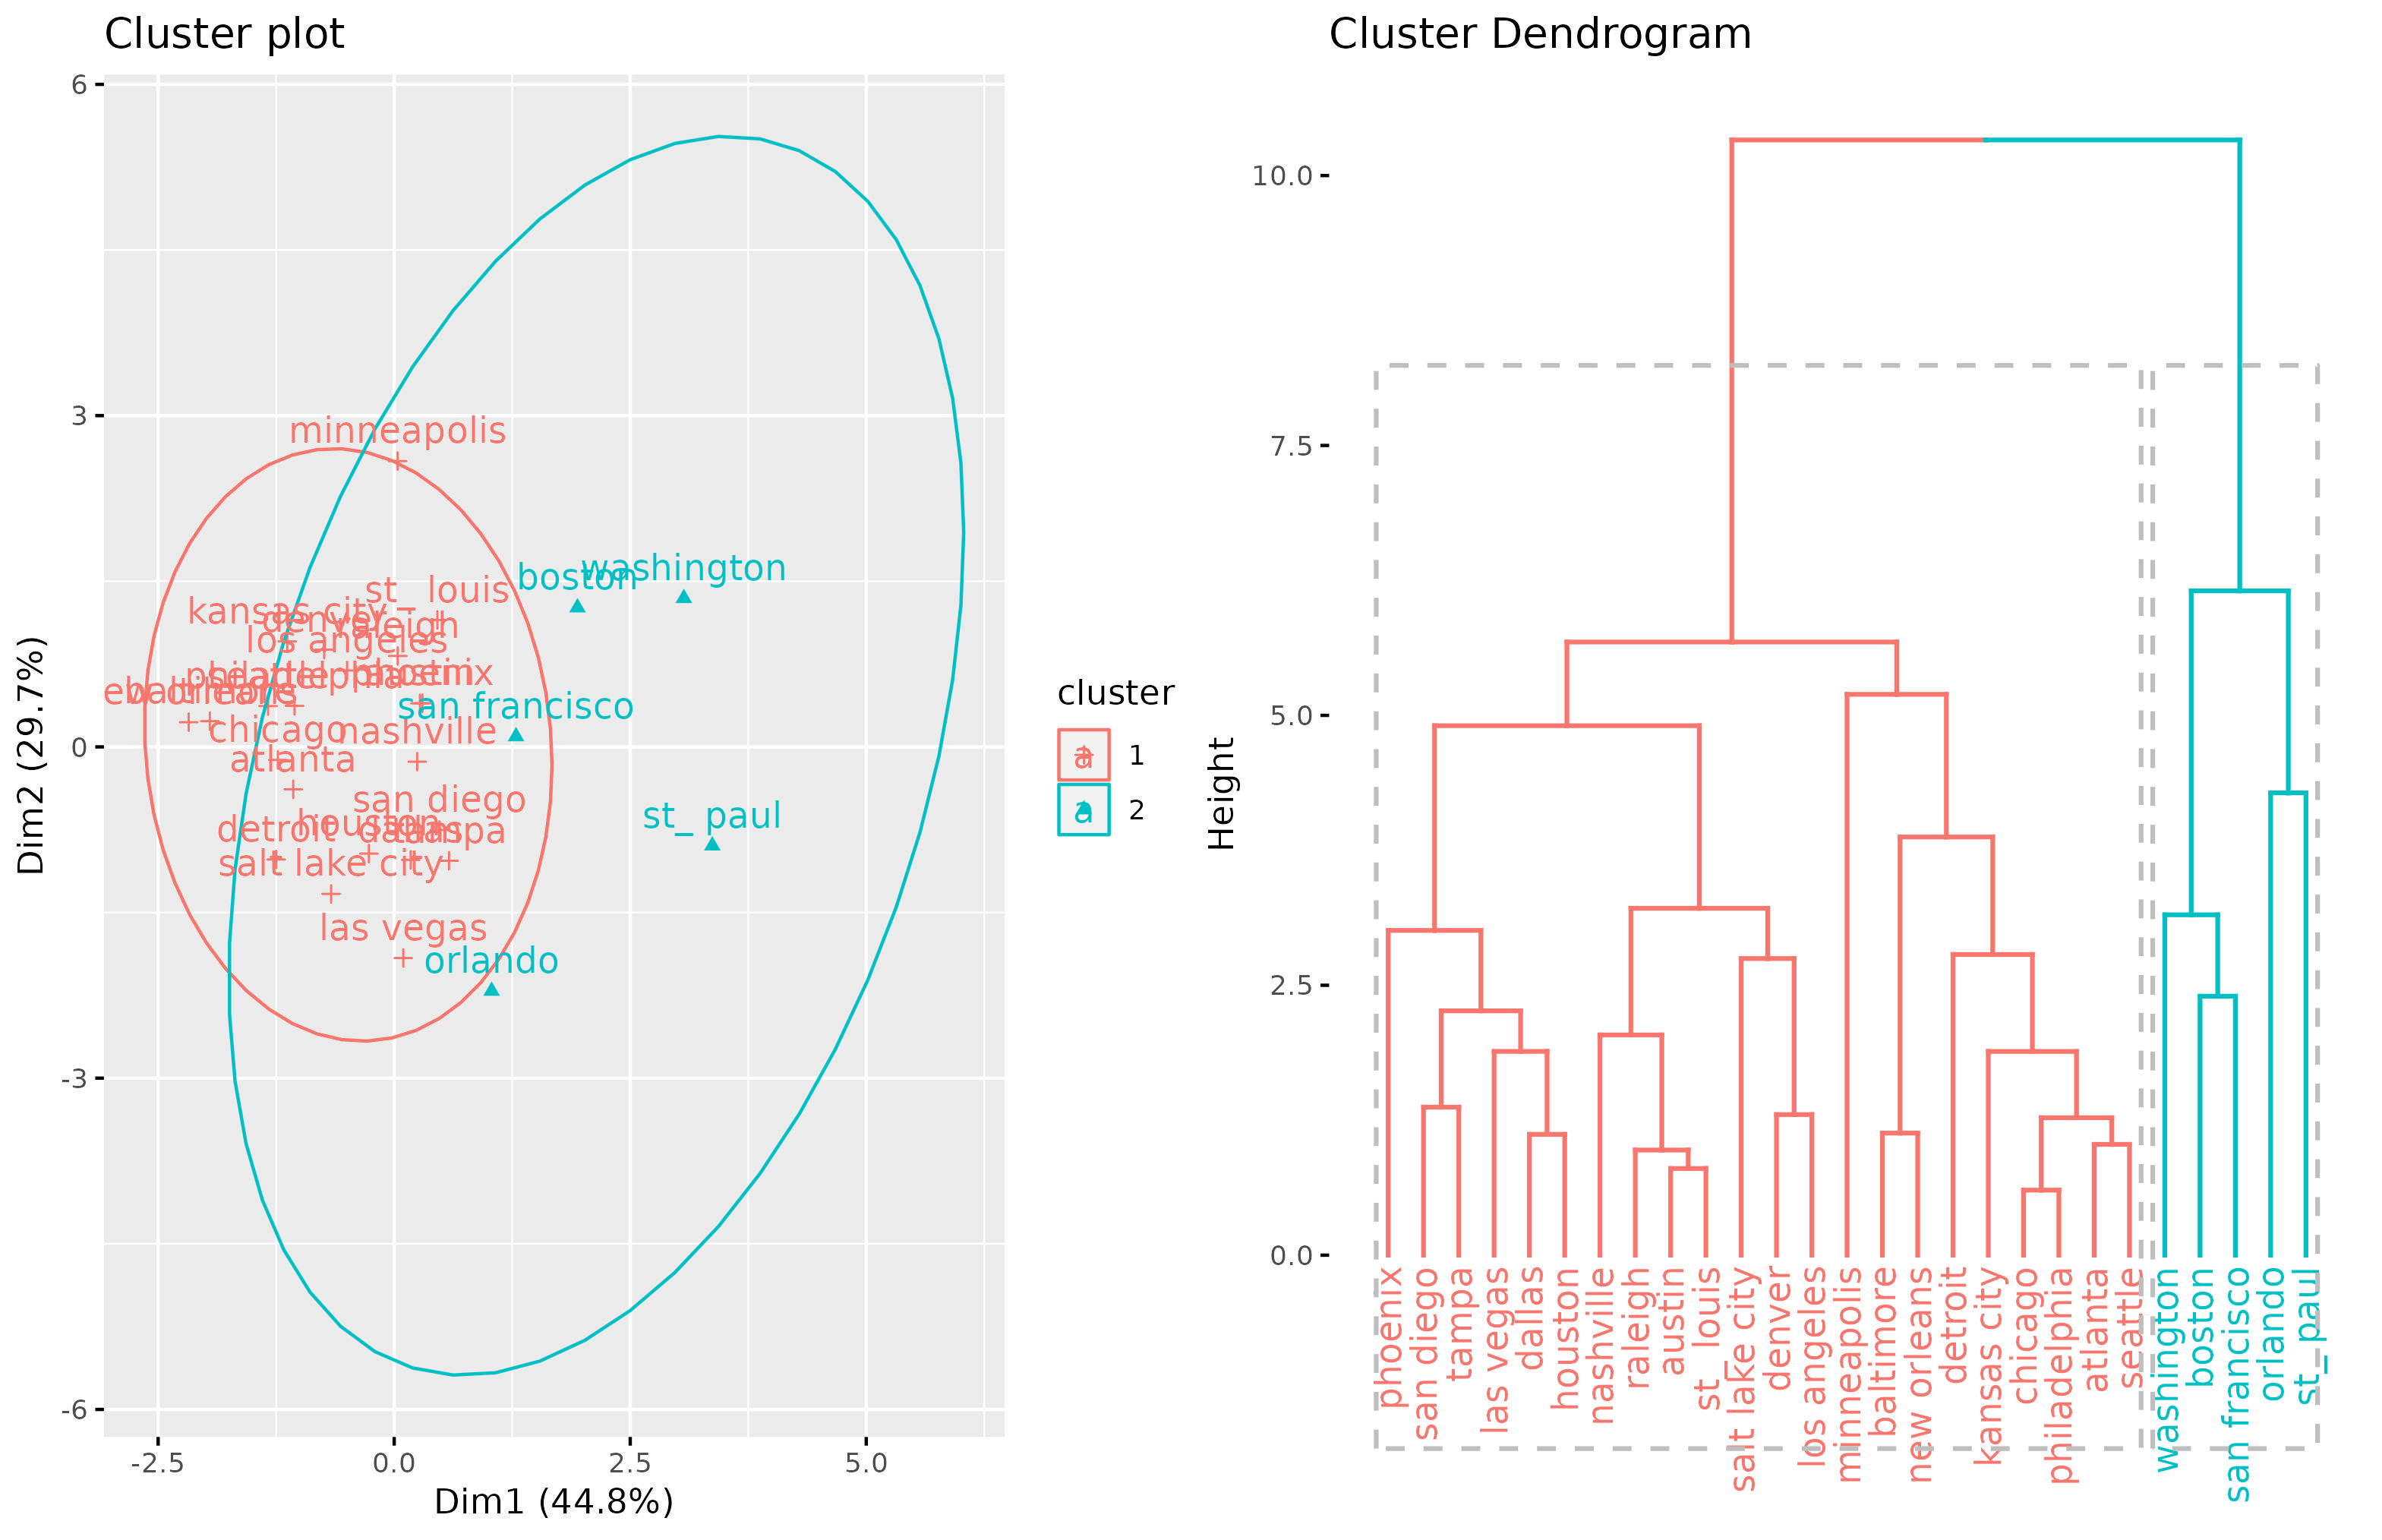 Cluster plot
6
3
0
-3
-6
-2.5
0.0
2.5
5.0
Dim1 (44.8%)
Dim2 (29.7%)
minneapolis
washington
boston
st_ louis
kansas city
denver
raleigh
los angeles
philadelphia
seattle
phoenix
austin
baltimore
san francisco
chicago
nashville
atlanta
san diego
st_ paul
houston
detroit
dallas
tampa
salt lake city
las vegas
orlando
cluster
a 1
a 2
Cluster Dendrogram
10.0
7.5
5.0
2.5
0.0
Height
phoenix
san diego
tampa
las vegas
dallas
houston
nashville
raleigh
austin
st_ louis
salt lake city
denver
los angeles
minneapolis
baltimore
new orleans
detroit
kansas city
chicago
philadelphia
atlanta
seattle
washington
boston
san francisco
orlando
st_ paul